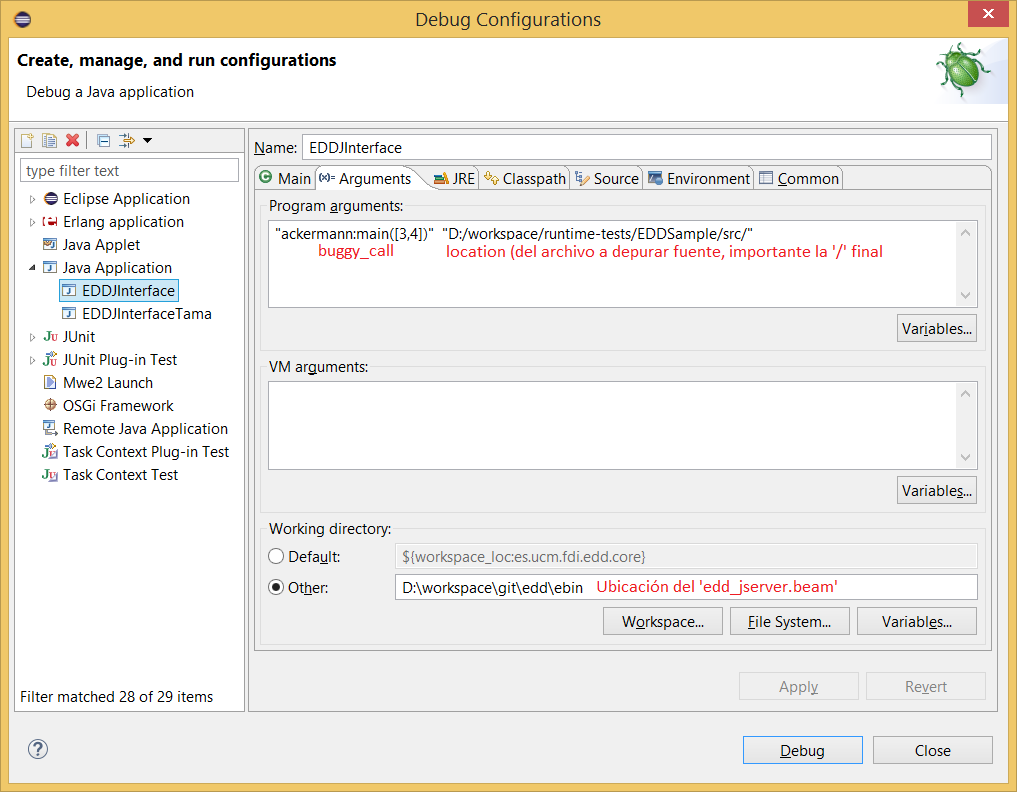 Debug Configurations
Create, manage, and run configurations
Debug a Java application
type filter text
Eclipse Application
Erlang application
Java Applet
Java Application
EDDJInterface
EDDJInterfaceTama
JUnit
JUnit Plug-in Test
Mwe2 Launch
OSGi Framework
Remote Java Application
Task Context Plug-in Test
Task Context Test
Filter matched 28 of 29 items
Name: EDDJInterface
Main (x)= Arguments JRE Classpath Source Environment Common
Program arguments:
"ackermann:main([3,4])" "D:/workspace/runtime-tests/EDDSample/src/"
buggy_call location (del archivo a depurar fuente, importante la '/' final
Variables...
VM arguments:
Variables...
Working directory:
Default: ${workspace_loc:es.ucm.fdi.edd.core}
Other: D:\workspace\git\edd\ebin Ubicación del 'edd_jserver.beam'
Workspace... File System... Variables...
Apply Revert
? Debug Close